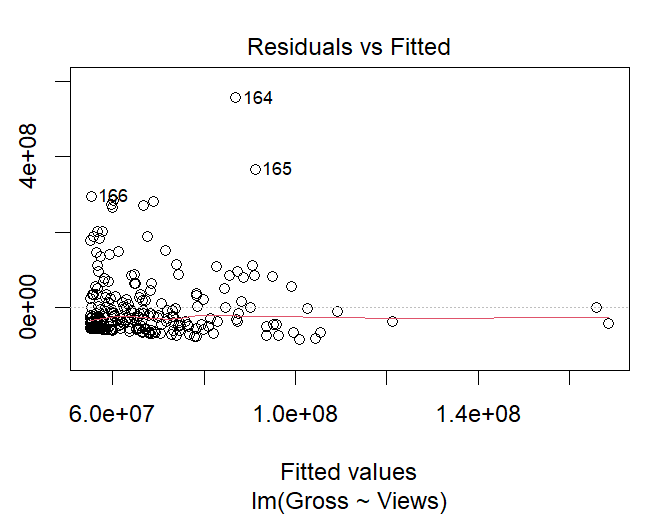 Residuals vs Fitted
164
165
166
4e+08
0e+00
6.0e+07 1.0e+08 1.4e+08
Fitted values
lm(Gross ~ Views)